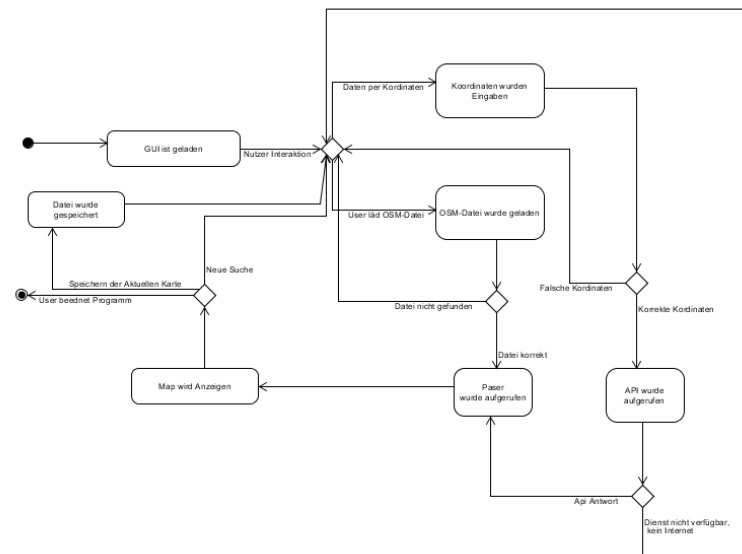 Daten per Kordinaten
Koordinaten wurden
Eingaben
GUI ist geladen
Nutzer Interaktion
Datei wurde
gespeichert
User läd OSM-Datei
OSM-Datei wurde geladen
Neue Suche
Speichern der Aktuellen Karte
User beednet Programm
Datei nicht gefunden
Falsche Kordinaten
Korrekte Kordinaten
Datei korrekt
Map wird Anzeigen
Paser
wurde aufgerufen
API wurde
aufgerufen
Api Antwort
Dienst nicht verfügbar,
kein Internet